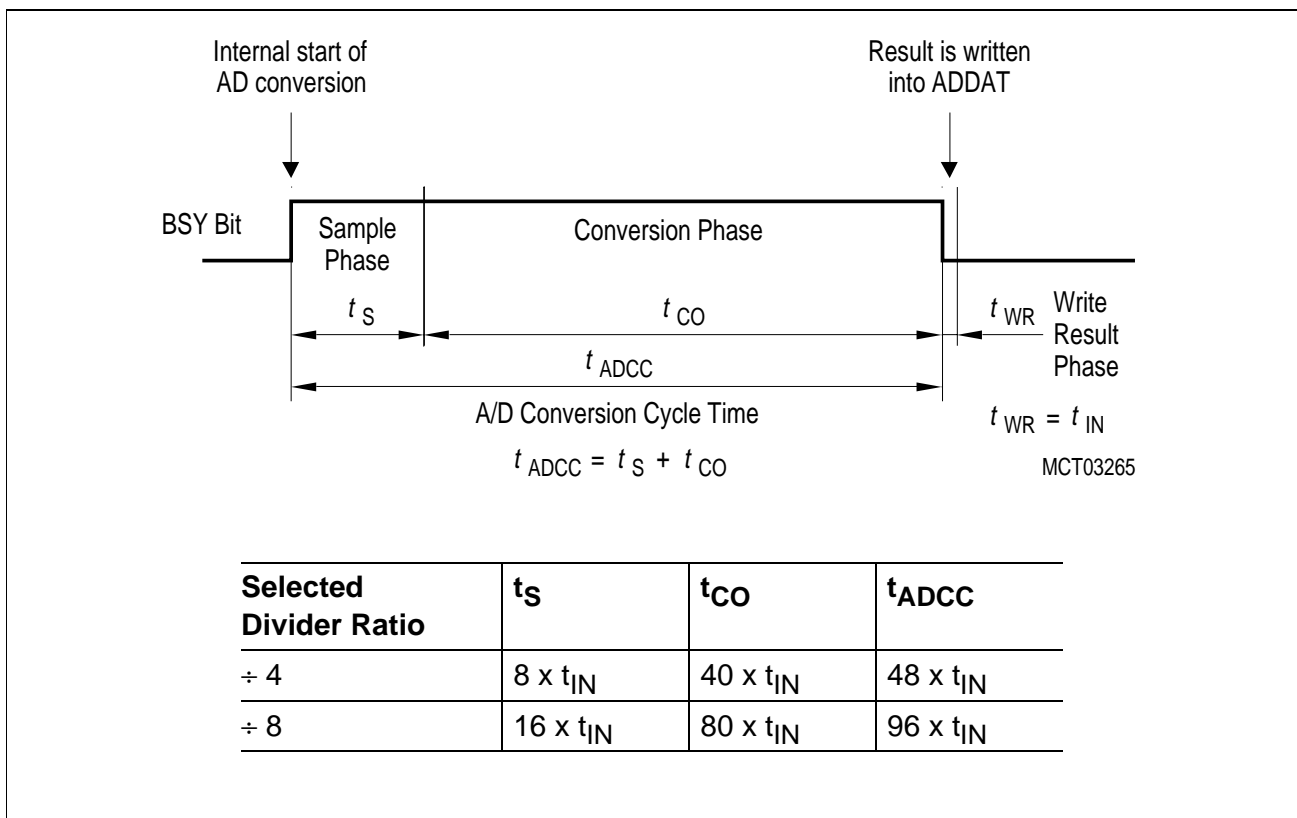 Internal start of
AD conversion
Result is written
into ADDAT
BSY Bit
Sample
Phase
Conversion Phase
t S
t CO
t WR
Write
Result
Phase
t ADCC
A/D Conversion Cycle Time
t WR = t IN
t ADCC = t S + t CO
MCT03265
Selected Divider Ratio | tS | tCO | tADCC
÷ 4 | 8 x tIN | 40 x tIN | 48 x tIN
÷ 8 | 16 x tIN | 80 x tIN | 96 x tIN